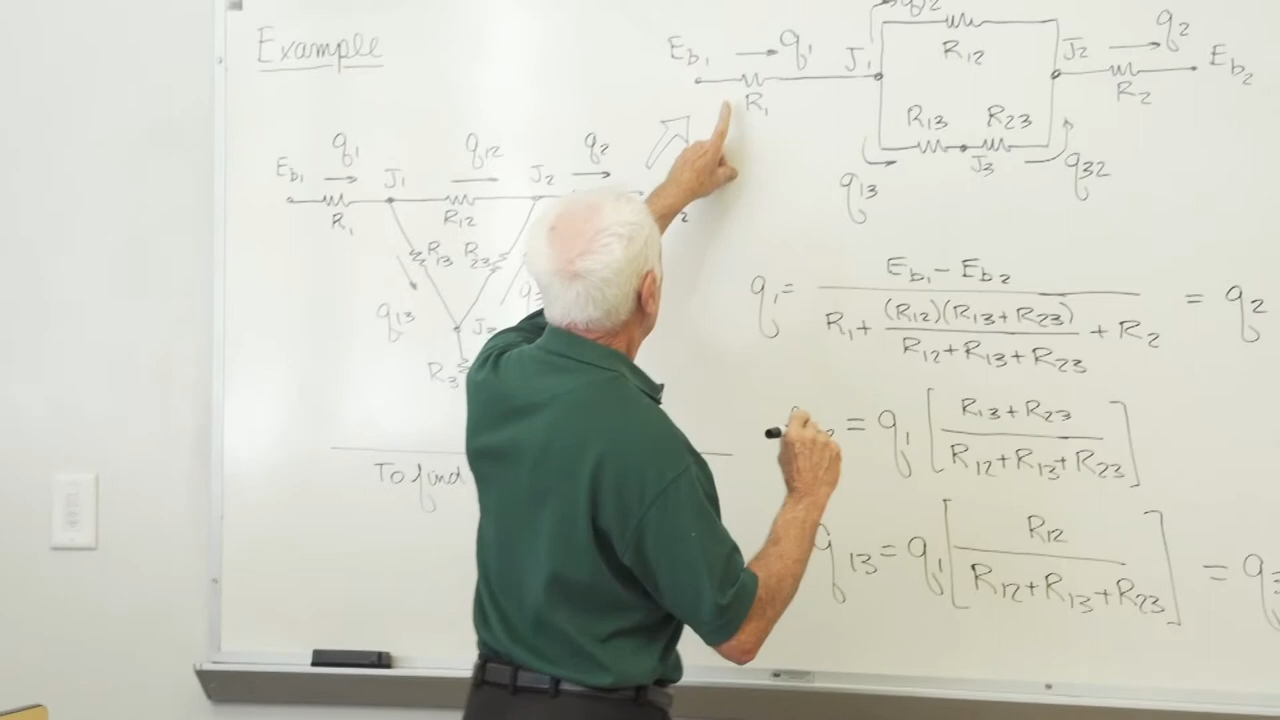 Example
E_b1 → q_1
R_1
J_1
q_12
R_12
J_2
q_2
E_b2
R_2
R_13 R_23
J_3
q_13
q_32
E_b1
q_1
R_1
J_1
q_12
R_12
J_2
q_2
R_13 R_23
q_13
R_3
q_1 = (E_b1 - E_b2) / (R_1 + (R_12)(R_13+R_23) / (R_12+R_13+R_23) + R_2) = q_2
= q_1 [ (R_13+R_23) / (R_12+R_13+R_23) ]
q_13 = q_1 [ R_12 / (R_12+R_13+R_23) ] = q
To find